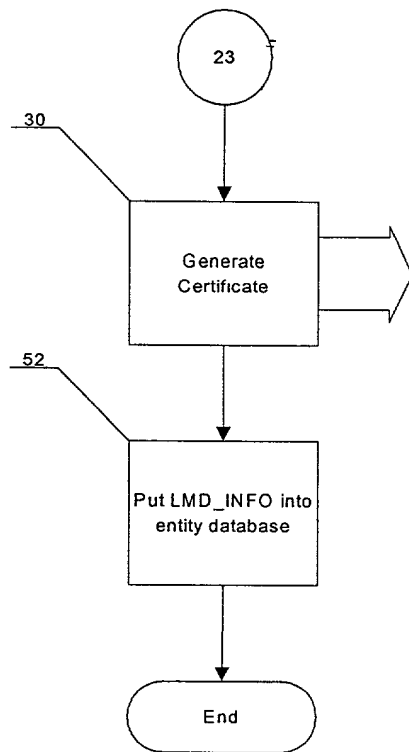 23
30
Generate
Certificate
52
Put LMD_INFO into
entity database
End